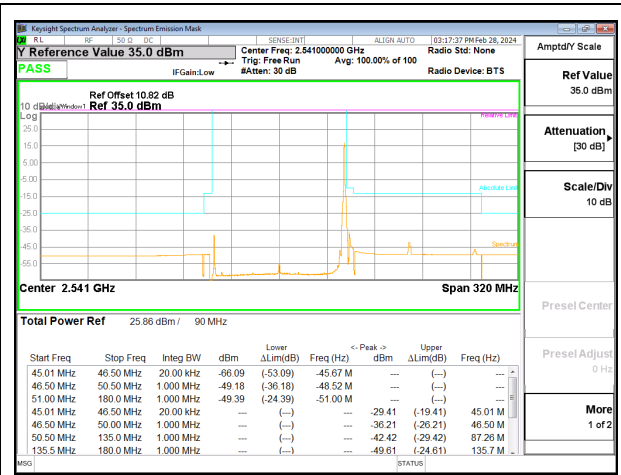 Keysight Spectrum Analyzer - Spectrum Emission Mask
RL RF 50 Ω DC SENSE:INT ALIGN AUTO 03:17:37 PM Feb 28, 2024
Y Reference Value 35.0 dBm Center Freq: 2.541000000 GHz Radio Std: None
Trig: Free Run Avg: 100.00% of 100
PASS IFGain:Low #Atten: 30 dB Radio Device: BTS
Ref Offset 10.82 dB
10 dB/div Window1 Ref 35.0 dBm
Log
Relative Limit
25.0
15.0
5.00
-5.00
Absolute Limit
-15.0
-25.0
-35.0
Spectrum
-45.0
-55.0
Center 2.541 GHz Span 320 MHz
Total Power Ref 25.86 dBm / 90 MHz
Lower <- Peak -> Upper
Start Freq Stop Freq Integ BW dBm ΔLim(dB) Freq (Hz) dBm ΔLim(dB) Freq (Hz)
45.01 MHz 46.50 MHz 20.00 kHz -66.09 (-53.09) -45.67 M --- (---) ---
46.50 MHz 50.50 MHz 1.000 MHz -49.18 (-36.18) -48.52 M --- (---) ---
51.00 MHz 180.0 MHz 1.000 MHz -49.39 (-24.39) -51.00 M --- (---) ---
45.01 MHz 46.50 MHz 20.00 kHz --- (---) --- -29.41 (-19.41) 45.01 M
46.50 MHz 50.00 MHz 1.000 MHz --- (---) --- -36.21 (-26.21) 46.50 M
50.50 MHz 135.0 MHz 1.000 MHz --- (---) --- -42.42 (-29.42) 87.26 M
135.5 MHz 180.0 MHz 1.000 MHz --- (---) --- -49.61 (-24.61) 135.7 M
MSG STATUS
Amptd/Y Scale
Ref Value
35.0 dBm
Attenuation
[30 dB]
Scale/Div
10 dB
Presel Center
Presel Adjust
0 Hz
More
1 of 2